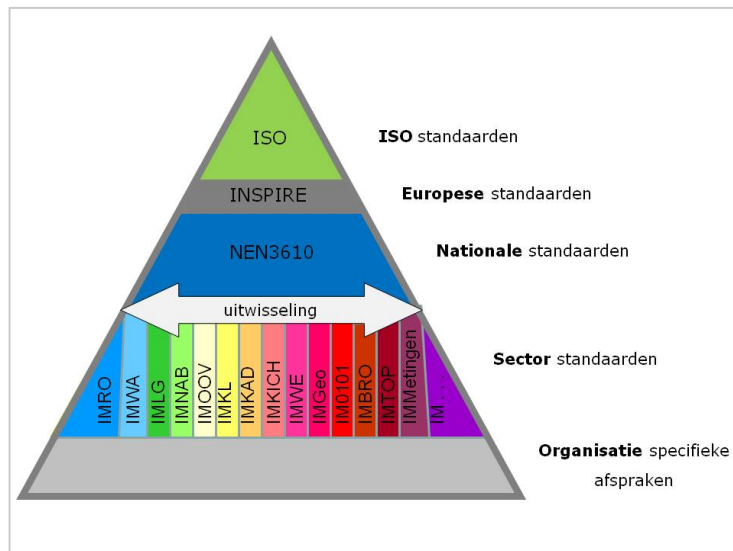 ISO
ISO standaarden
INSPIRE
Europese standaarden
NEN3610
Nationale standaarden
uitwisseling
IMRO
IMWA
IMLG
IMNAB
IMOOV
IMKL
IMKAD
IMKICH
IMWE
IMGeo
IM0101
IMBRO
IMTOP
IMMetingen
IM . . . .
Sector standaarden
Organisatie specifieke
afspraken